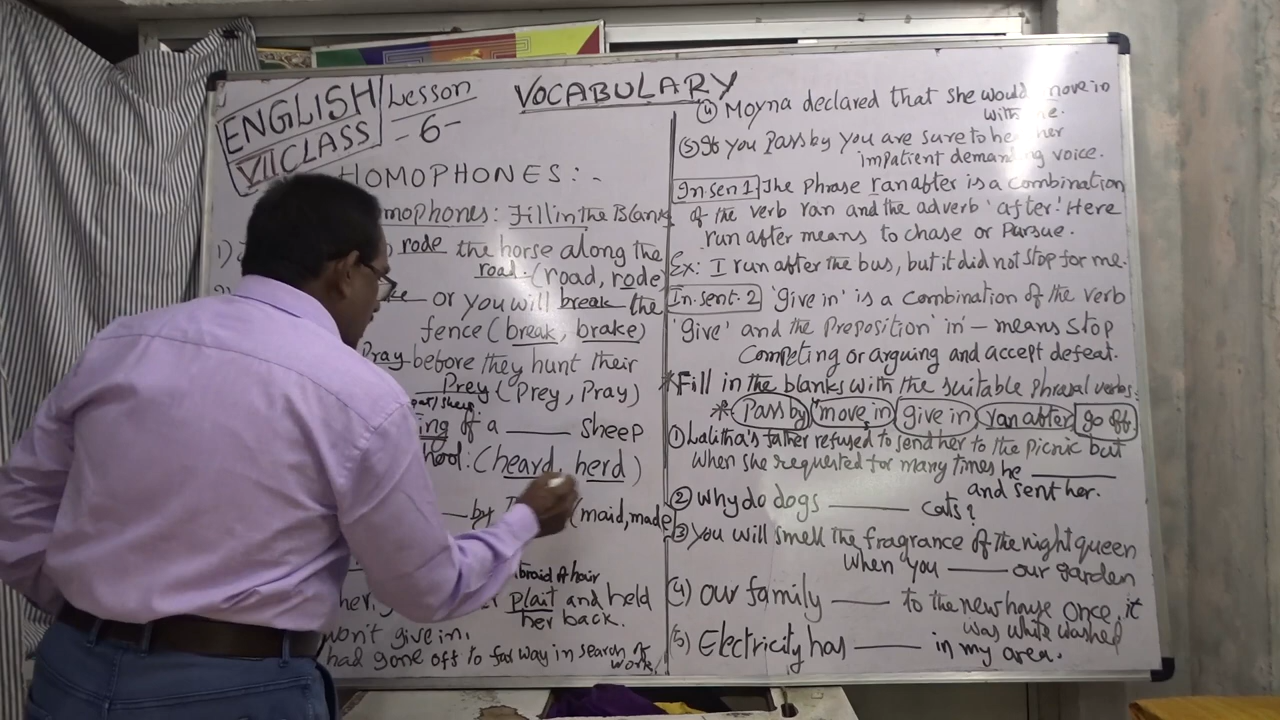 ENGLISH
VII CLASS
Lesson
-6-
VOCABULARY
HOMOPHONES:-
mophones: Fill in the Blank
1)
rode the horse along the
road. (road, rode)
or you will break the
fence (break, brake)
Pray before they hunt their
Prey (Prey, Pray)
ing of a ____ sheep
(heard, herd)
____ by
(maid, made)
braid of hair
her plait and held
her back.
won't give in.
had gone off to far way in search of
work.
(4) Moyna declared that she would move in
with
(5) If you Pass by you are sure to her
impatient demanding voice.
In sen 1 The Phrase ran after is a combination
of the verb ran and the adverb 'after.' Here
run after means to chase or Pursue.
Ex: I run after the bus, but it did not stop for me.
In. sent. 2 'give in' is a Combination of the verb
'give' and the Preposition 'in' - means stop
Competing or arguing and accept defeat.
*Fill in the blanks with the suitable Phrasal verbs:
*- Pass by move in give in ran after go off
(1) Lalitha's father refused to send her to the Picnic but
when she requested for many times he ______
and sent her.
(2) Why do dogs ______ cats?
(3) You will smell the fragrance of the night queen
when you ____ our garden
(4) our family ____ to the new house once, it
was white washed
(5) Electricity has ____ in my area.